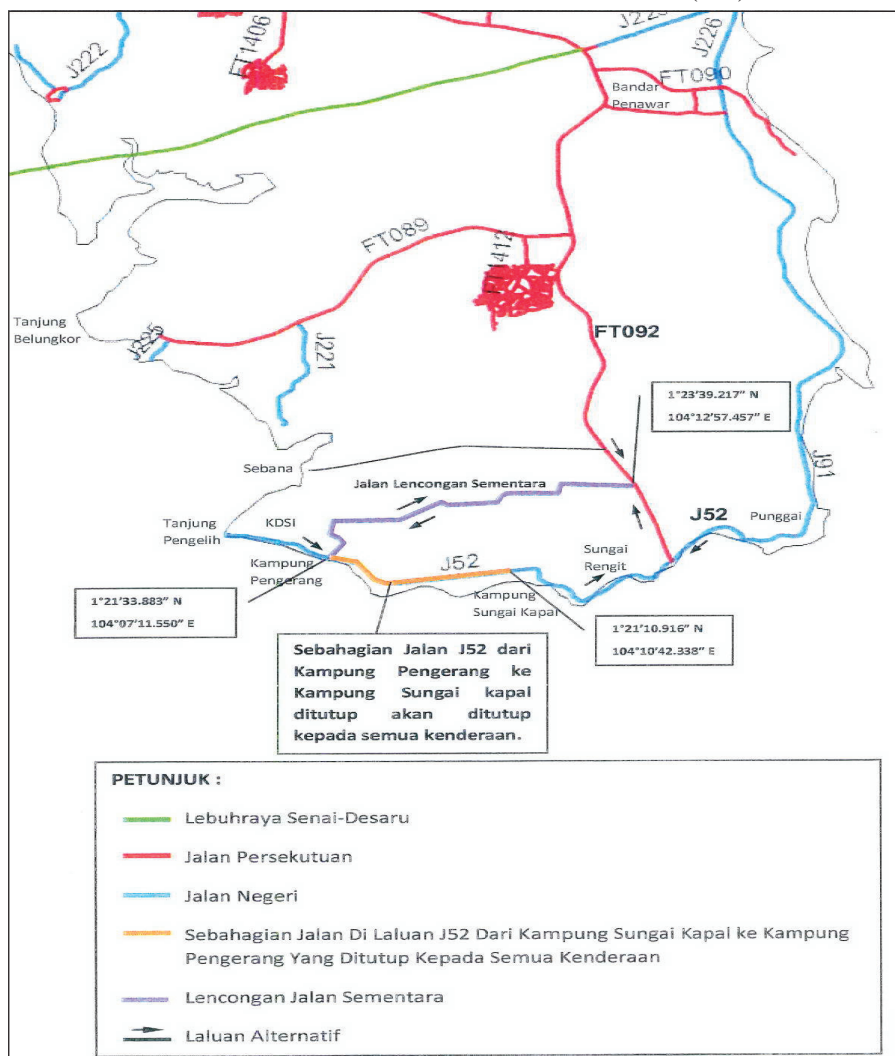 J222
FT1406
J226
FT090
Bandar
Penawar
FT089
FT1412
Tanjung
Belungkor
J225
J221
FT092
1°23’39.217” N
104°12’57.457” E
Sebana
Jalan Lencongan Sementara
J91
J52
Punggai
Tanjung
Pengelih
KDSI
Sungai
Rengit
J52
Kampung
Pengerang
Kampung
Sungai Kapal
1°21’33.883” N
104°07’11.550” E
1°21’10.916” N
104°10’42.338” E
Sebahagian Jalan J52 dari
Kampung Pengerang ke
Kampung Sungai kapal
ditutup akan ditutup
kepada semua kenderaan.
PETUNJUK :
Lebuhraya Senai-Desaru
Jalan Persekutuan
Jalan Negeri
Sebahagian Jalan Di Laluan J52 Dari Kampung Sungai Kapal ke Kampung
Pengerang Yang Ditutup Kepada Semua Kenderaan
Lencongan Jalan Sementara
Laluan Alternatif